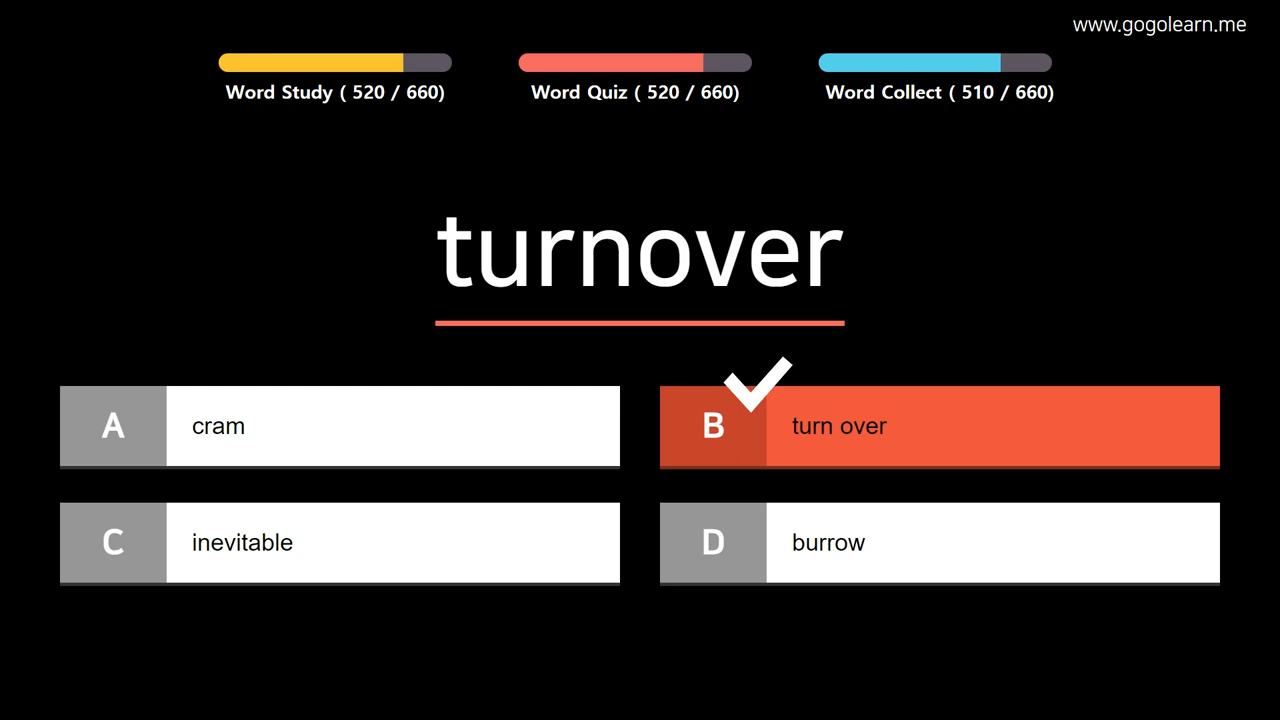 www.gogolearn.me
Word Study ( 520 / 660)
Word Quiz ( 520 / 660)
Word Collect ( 510 / 660)
turnover
A cram
B turn over
C inevitable
D burrow